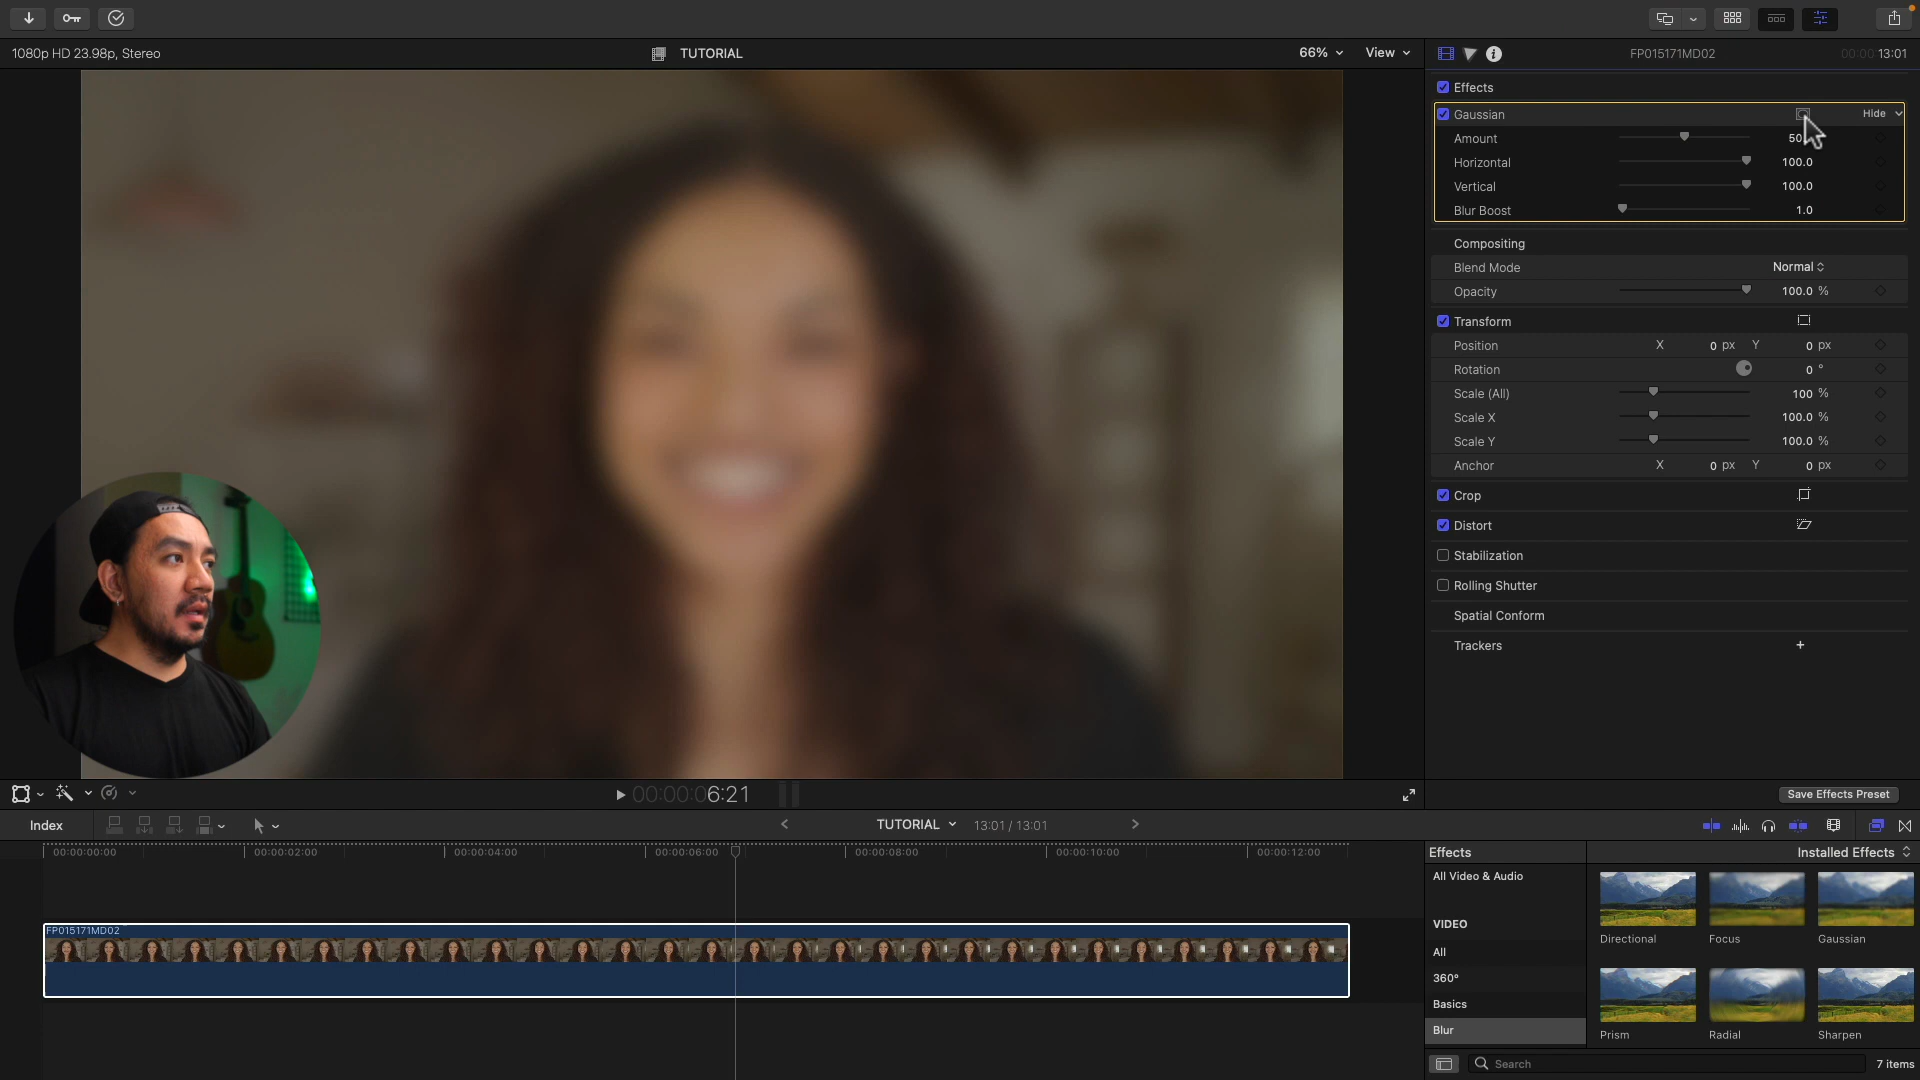 1080p HD 23.98p, Stereo
TUTORIAL
66%
View
FP015171MD02
00:00:13:01
Effects
Gaussian
Hide
Amount
50
Horizontal
100.0
Vertical
100.0
Blur Boost
1.0
Compositing
Blend Mode
Normal
Opacity
100.0 %
Transform
Position
X 0 px Y 0 px
Rotation
0 °
Scale (All)
100 %
Scale X
100.0 %
Scale Y
100.0 %
Anchor
X 0 px Y 0 px
Crop
Distort
Stabilization
Rolling Shutter
Spatial Conform
Trackers
00:00:06:21
Save Effects Preset
Index
TUTORIAL
13:01 / 13:01
00:00:00:00
00:00:02:00
00:00:04:00
00:00:06:00
00:00:08:00
00:00:10:00
00:00:12:00
FP015171MD02
Effects
Installed Effects
All Video & Audio
VIDEO
All
360°
Basics
Blur
Directional
Focus
Gaussian
Prism
Radial
Sharpen
Search
7 items